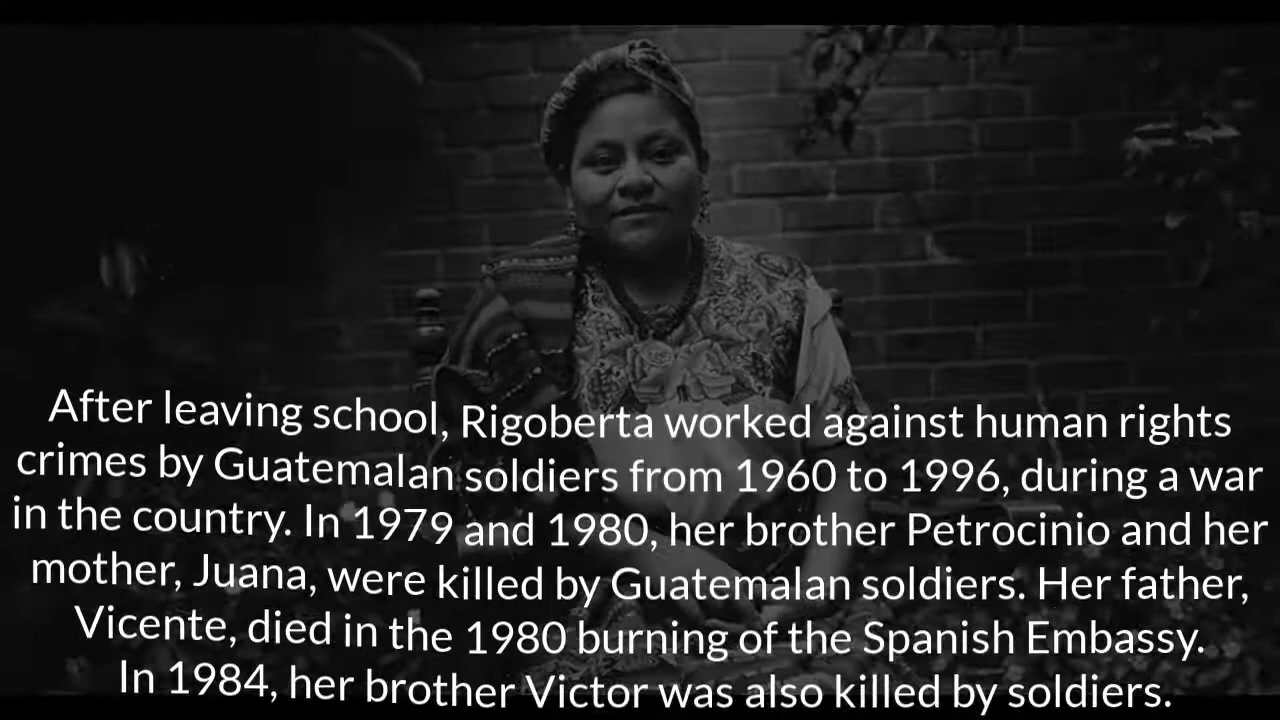 After leaving school, Rigoberta worked against human rights
crimes by Guatemalan soldiers from 1960 to 1996, during a war
in the country. In 1979 and 1980, her brother Petrocinio and her
mother, Juana, were killed by Guatemalan soldiers. Her father,
Vicente, died in the 1980 burning of the Spanish Embassy.
In 1984, her brother Victor was also killed by soldiers.